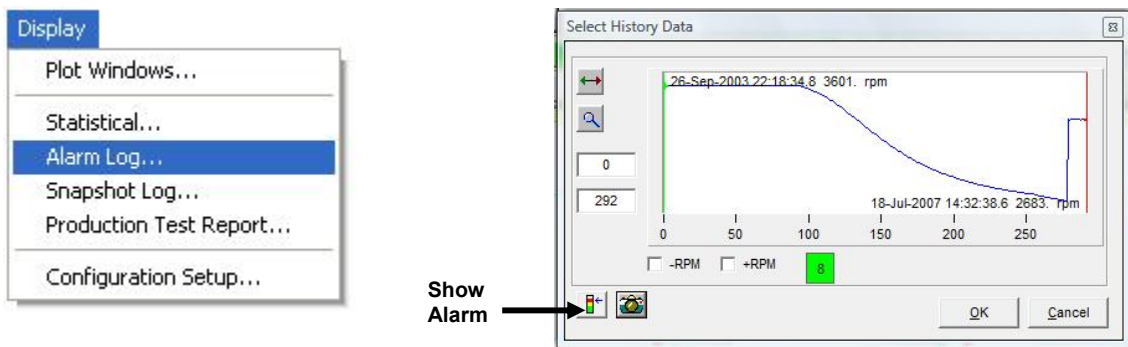 Display
Plot Windows...
Statistical...
Alarm Log...
Snapshot Log...
Production Test Report...
Configuration Setup...
Show
Alarm
Select History Data
26-Sep-2003 22:18:34.8 3601. rpm
0
292
18-Jul-2007 14:32:38.6 2683. rpm
0 50 100 150 200 250
-RPM +RPM 8
OK Cancel